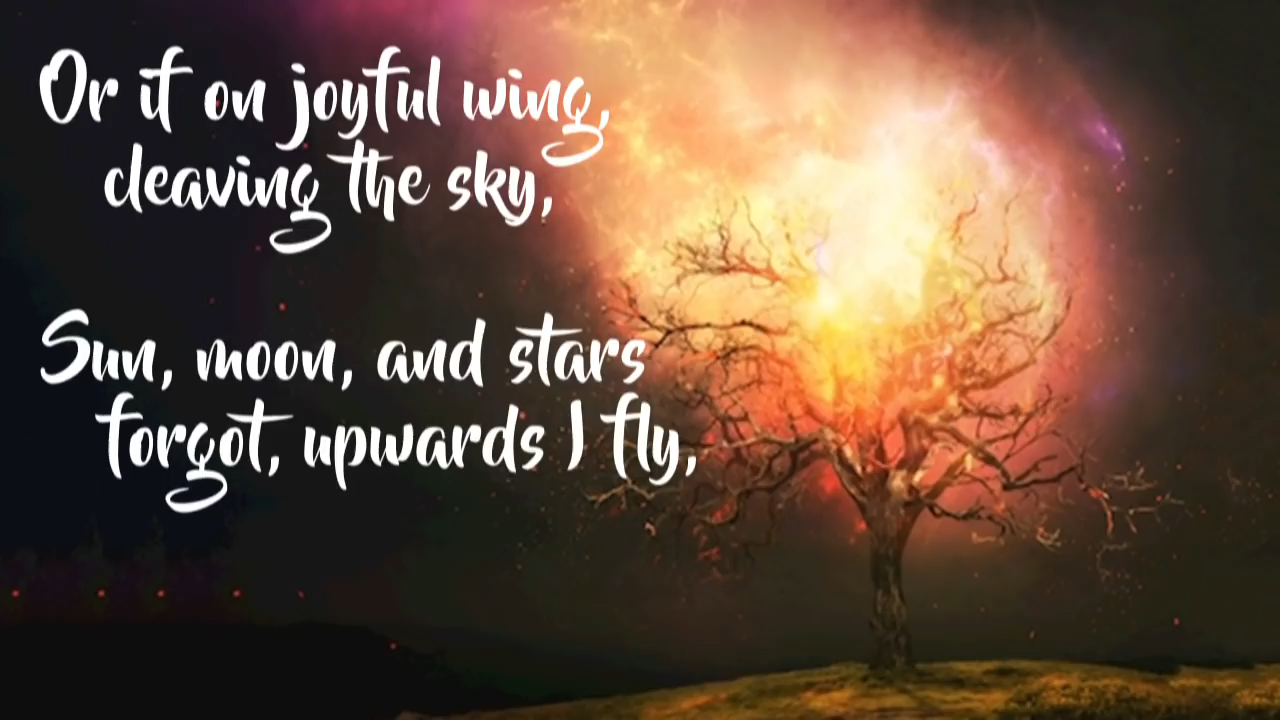 Or if on joyful wing,
cleaving the sky,
Sun, moon, and stars
forgot, upwards I fly,